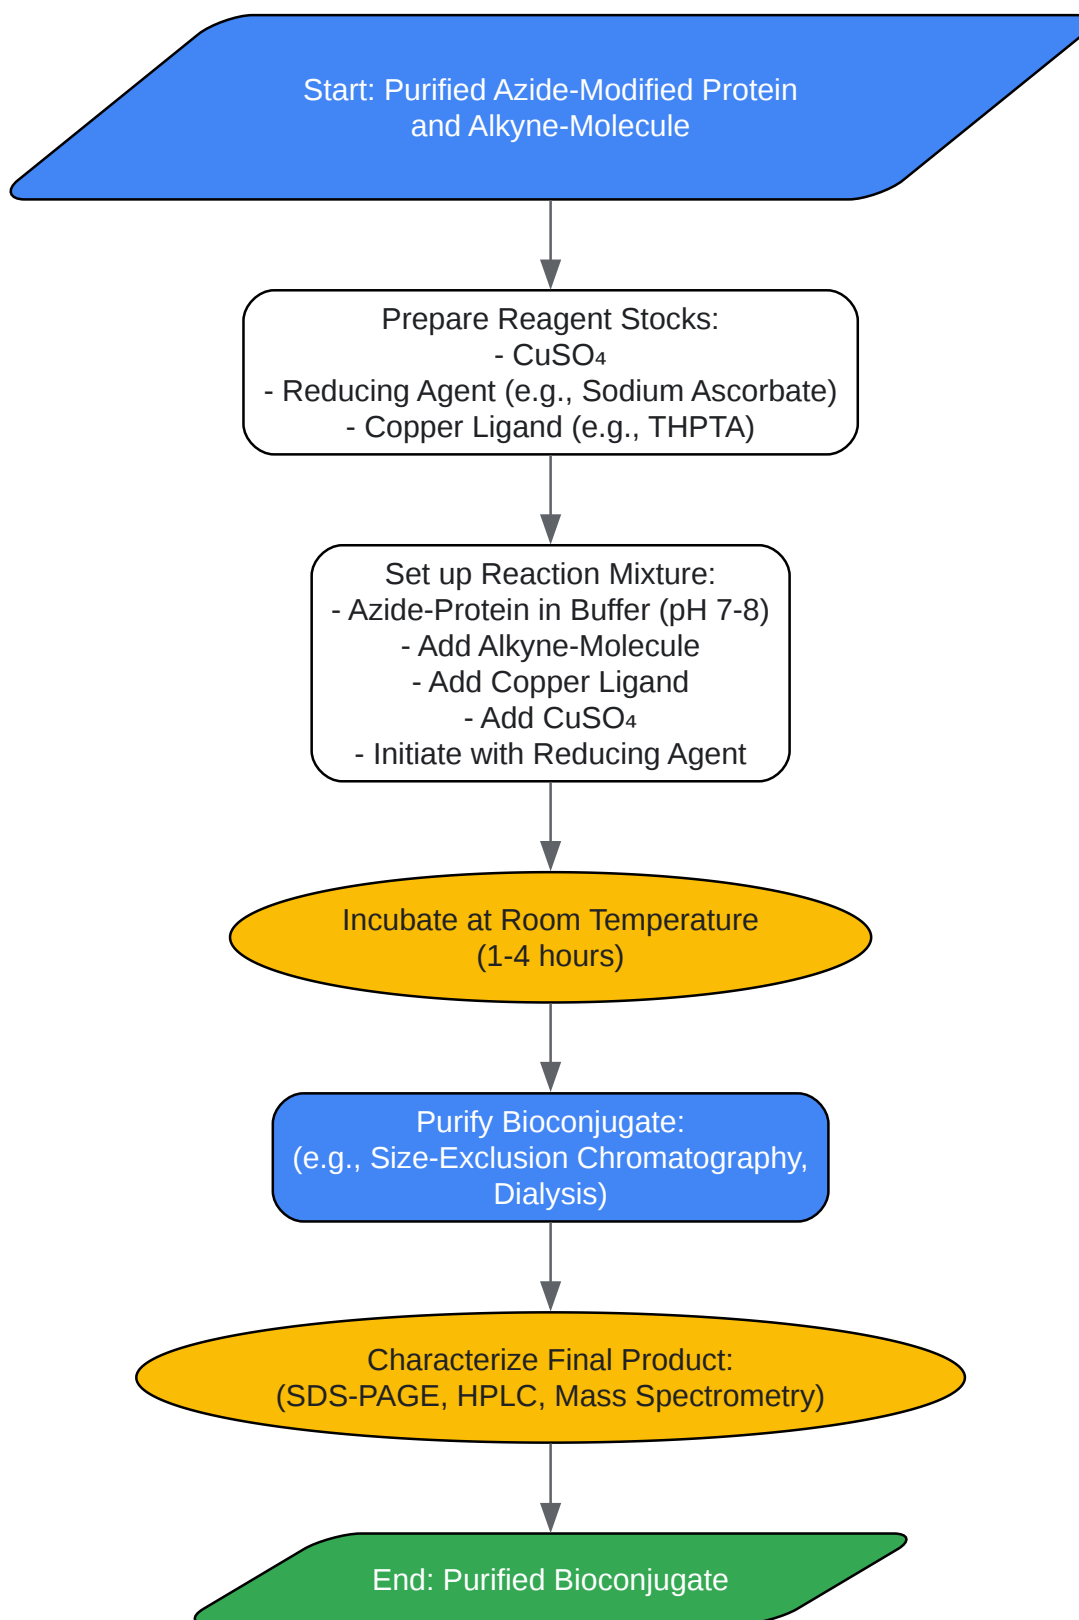 Start: Purified Azide-Modified Protein
and Alkyne-Molecule
Prepare Reagent Stocks:
- CuSO₄
- Reducing Agent (e.g., Sodium Ascorbate)
- Copper Ligand (e.g., THPTA)
Set up Reaction Mixture:
- Azide-Protein in Buffer (pH 7-8)
- Add Alkyne-Molecule
- Add Copper Ligand
- Add CuSO₄
- Initiate with Reducing Agent
Incubate at Room Temperature
(1-4 hours)
Purify Bioconjugate:
(e.g., Size-Exclusion Chromatography,
Dialysis)
Characterize Final Product:
(SDS-PAGE, HPLC, Mass Spectrometry)
End: Purified Bioconjugate